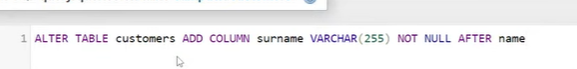 1 ALTER TABLE customers ADD COLUMN surname VARCHAR(255) NOT NULL AFTER name